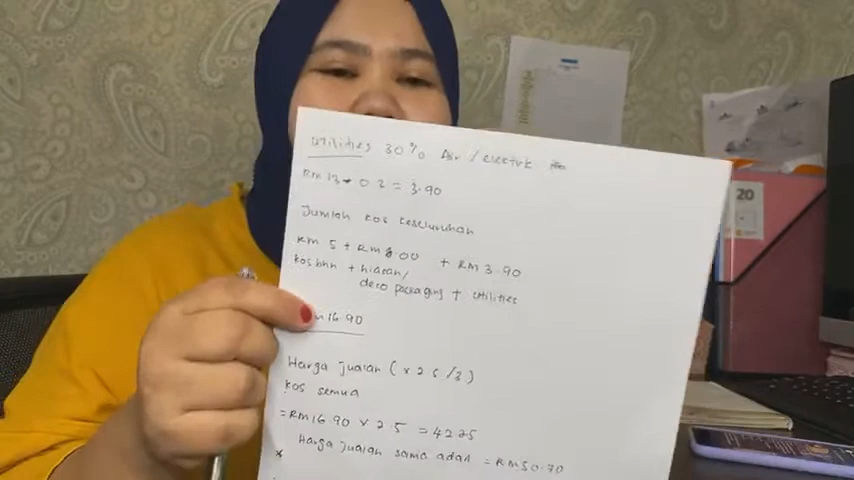 Utilities 30% Air / elektrik
RM 13 × 0.3 = 3.90
Jumlah kos keseluruhan
RM 5 + RM 8.00 + RM 3.90
kos bhn + hiasan/
deco packaging + utilities
RM 16.90
Harga jualan (x 2.5 / 3)
kos semua
= RM 16.90 x 2.5 = 42.25
* Harga jualan sama adan = RM 50.70